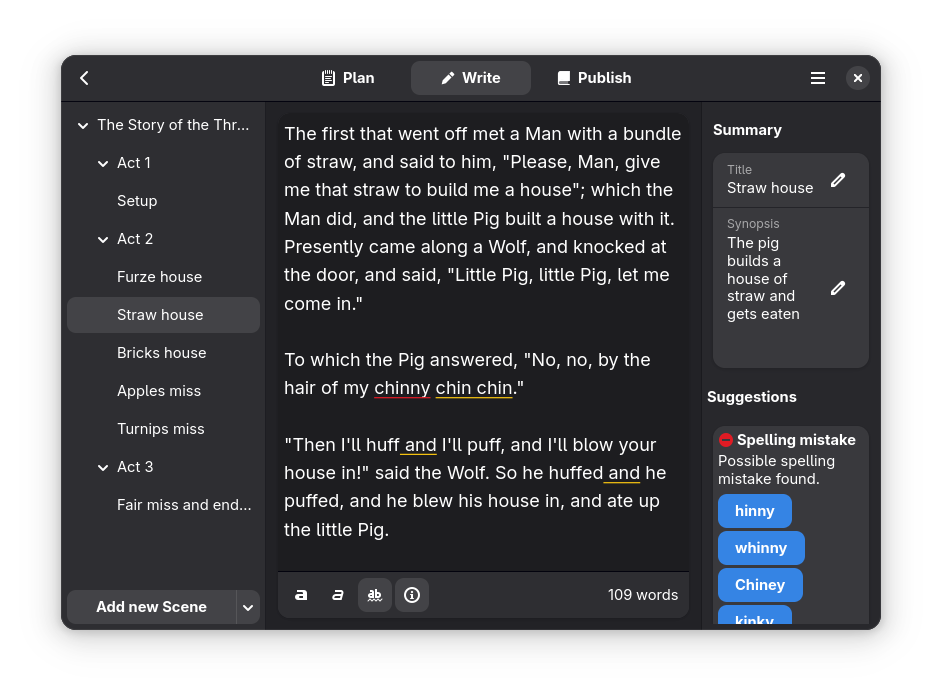 Plan
Write
Publish
The Story of the Thr...
Act 1
Setup
Act 2
Furze house
Straw house
Bricks house
Apples miss
Turnips miss
Act 3
Fair miss and end...
Add new Scene
The first that went off met a Man with a bundle
of straw, and said to him, "Please, Man, give
me that straw to build me a house"; which the
Man did, and the little Pig built a house with it.
Presently came along a Wolf, and knocked at
the door, and said, "Little Pig, little Pig, let me
come in."
To which the Pig answered, "No, no, by the
hair of my chinny chin chin."
"Then I'll huff and I'll puff, and I'll blow your
house in!" said the Wolf. So he huffed and he
puffed, and he blew his house in, and ate up
the little Pig.
a
a
ab
109 words
Summary
Title
Straw house
Synopsis
The pig
builds a
house of
straw and
gets eaten
Suggestions
Spelling mistake
Possible spelling
mistake found.
hinny
whinny
Chiney
kinky